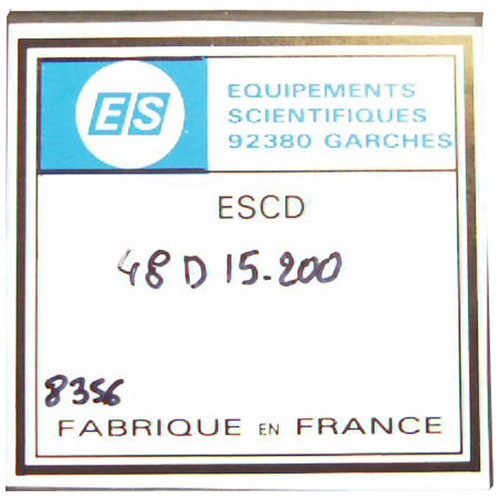 ES
EQUIPEMENTS
SCIENTIFIQUES
92380 GARCHES
ESCD
48 D 15-200
8356
FABRIQUE EN FRANCE